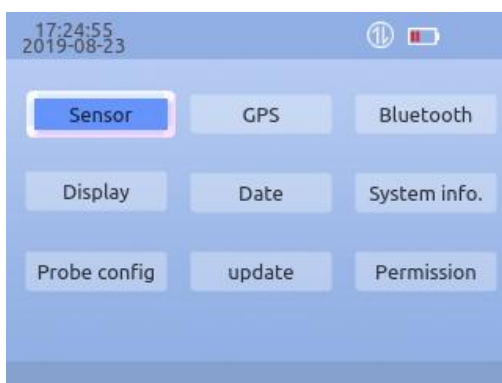 17:24:55
2019-08-23
Sensor GPS Bluetooth
Display Date System info.
Probe config update Permission